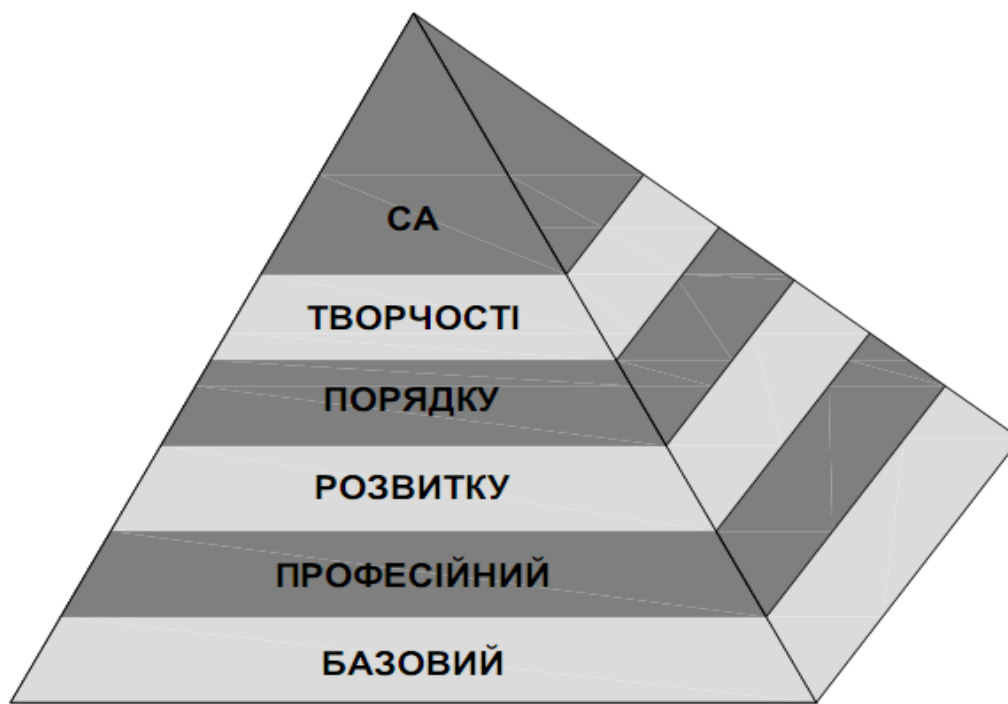 СА
ТВОРЧОСТІ
ПОРЯДКУ
РОЗВИТКУ
ПРОФЕСІЙНИЙ
БАЗОВИЙ